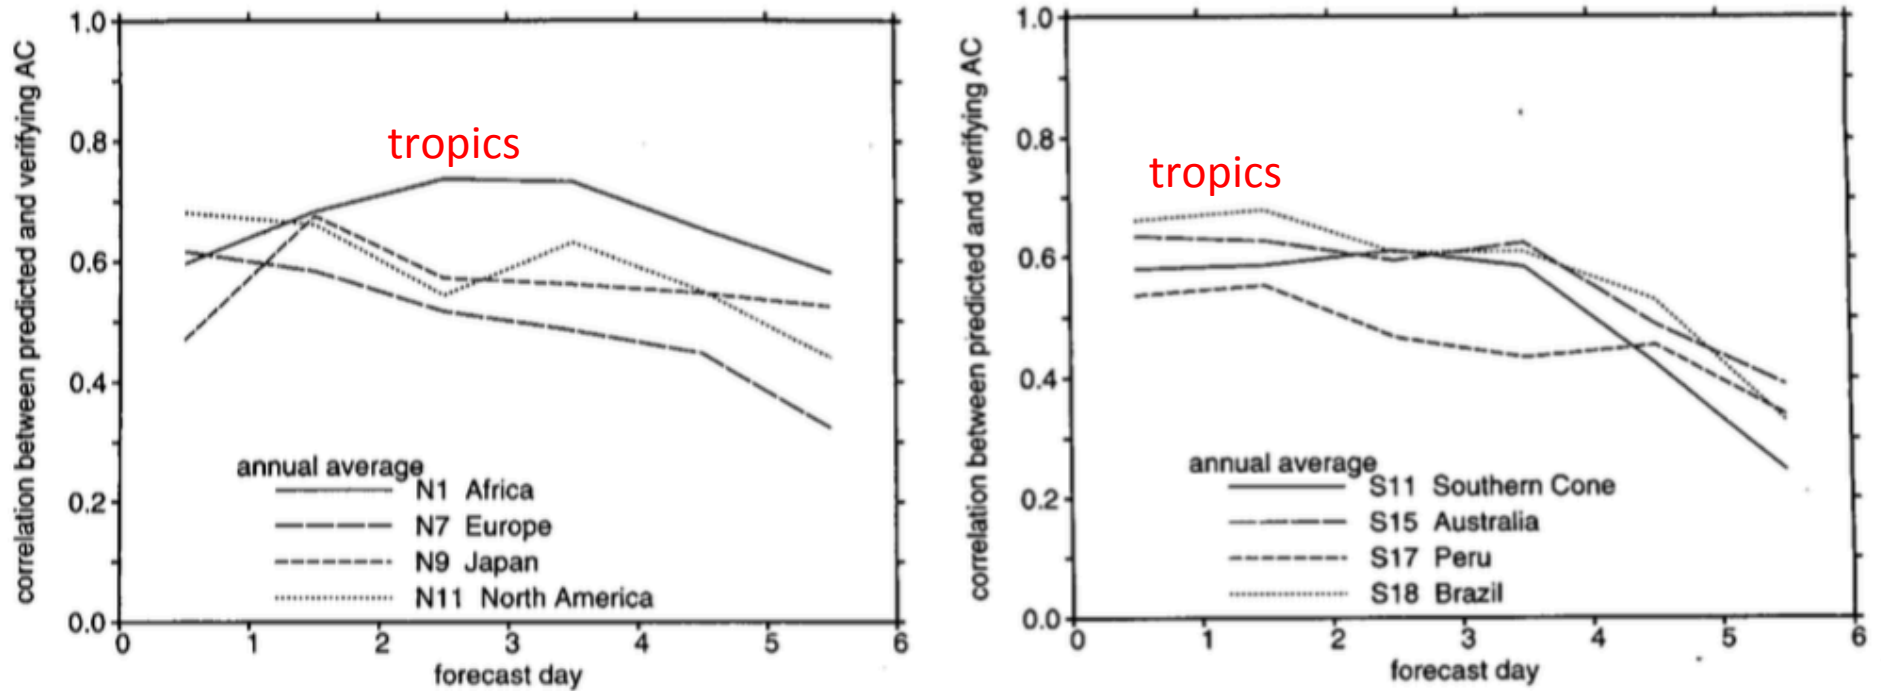 correlation between predicted and verifying AC
1.0
0.8
0.6
0.4
0.2
0.0
tropics
annual average
N1 Africa
N7 Europe
N9 Japan
N11 North America
0 1 2 3 4 5 6
forecast day
correlation between predicted and verifying AC
1.0
0.8
0.6
0.4
0.2
0.0
tropics
annual average
S11 Southern Cone
S15 Australia
S17 Peru
S18 Brazil
0 1 2 3 4 5 6
forecast day